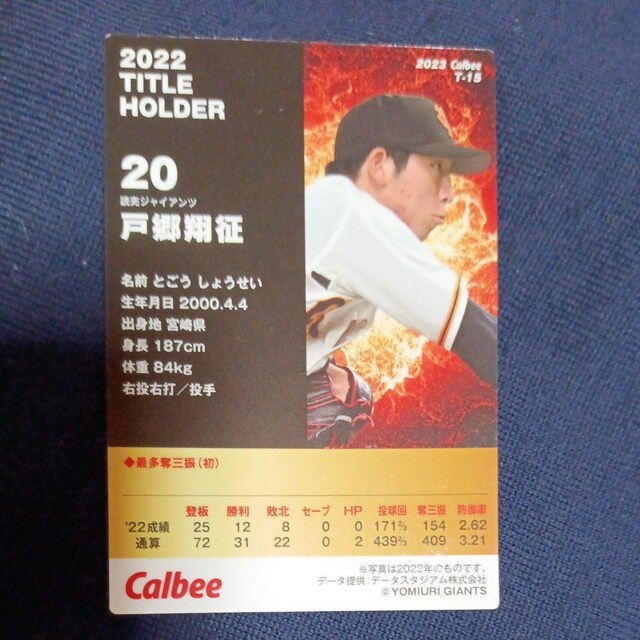 2022
TITLE
HOLDER
2023 Calbee
T-15
20
読売ジャイアンツ
戸郷翔征
名前 とごう しょうせい
生年月日 2000.4.4
出身地 宮崎県
身長 187cm
体重 84kg
右投右打／投手
◆最多奪三振(初)
登板 勝利 敗北 セーブ HP 投球回 奪三振 防御率
'22成績 25 12 8 0 0 171⅔ 154 2.62
通算 72 31 22 0 2 439⅔ 409 3.21
Calbee
※写真は2022年のものです。
データ提供:データスタジアム株式会社
©YOMIURI GIANTS